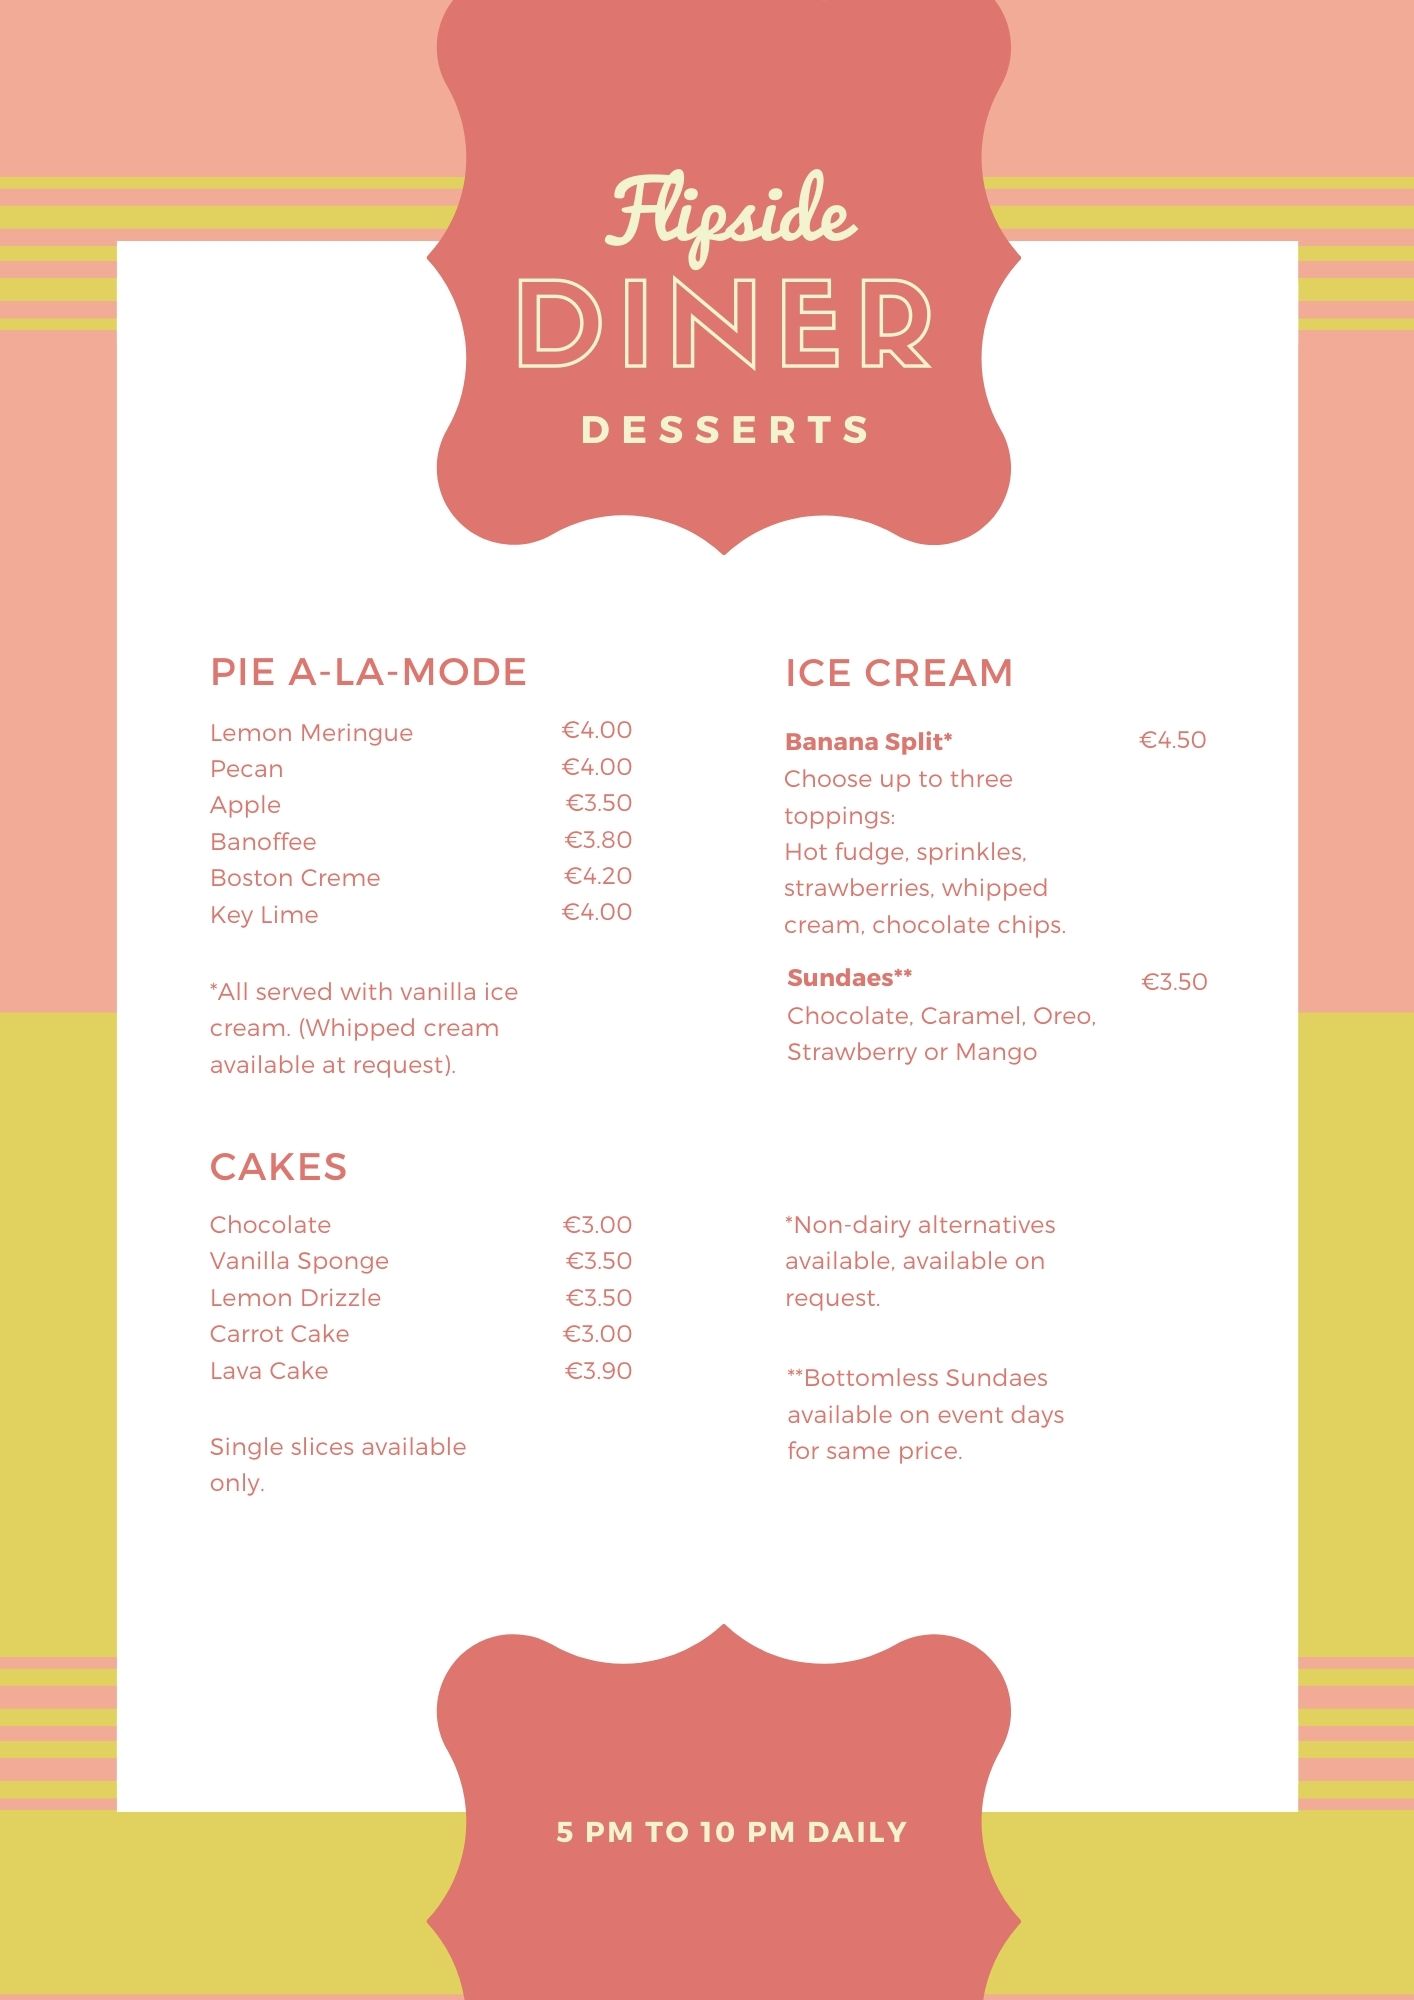 Flipside
DINER
DESSERTS
PIE A-LA-MODE
Lemon Meringue €4.00
Pecan €4.00
Apple €3.50
Banoffee €3.80
Boston Creme €4.20
Key Lime €4.00
*All served with vanilla ice
cream. (Whipped cream
available at request).
CAKES
Chocolate €3.00
Vanilla Sponge €3.50
Lemon Drizzle €3.50
Carrot Cake €3.00
Lava Cake €3.90
Single slices available
only.
ICE CREAM
Banana Split* €4.50
Choose up to three
toppings:
Hot fudge, sprinkles,
strawberries, whipped
cream, chocolate chips.
Sundaes** €3.50
Chocolate, Caramel, Oreo,
Strawberry or Mango
*Non-dairy alternatives
available, available on
request.
**Bottomless Sundaes
available on event days
for same price.
5 PM TO 10 PM DAILY